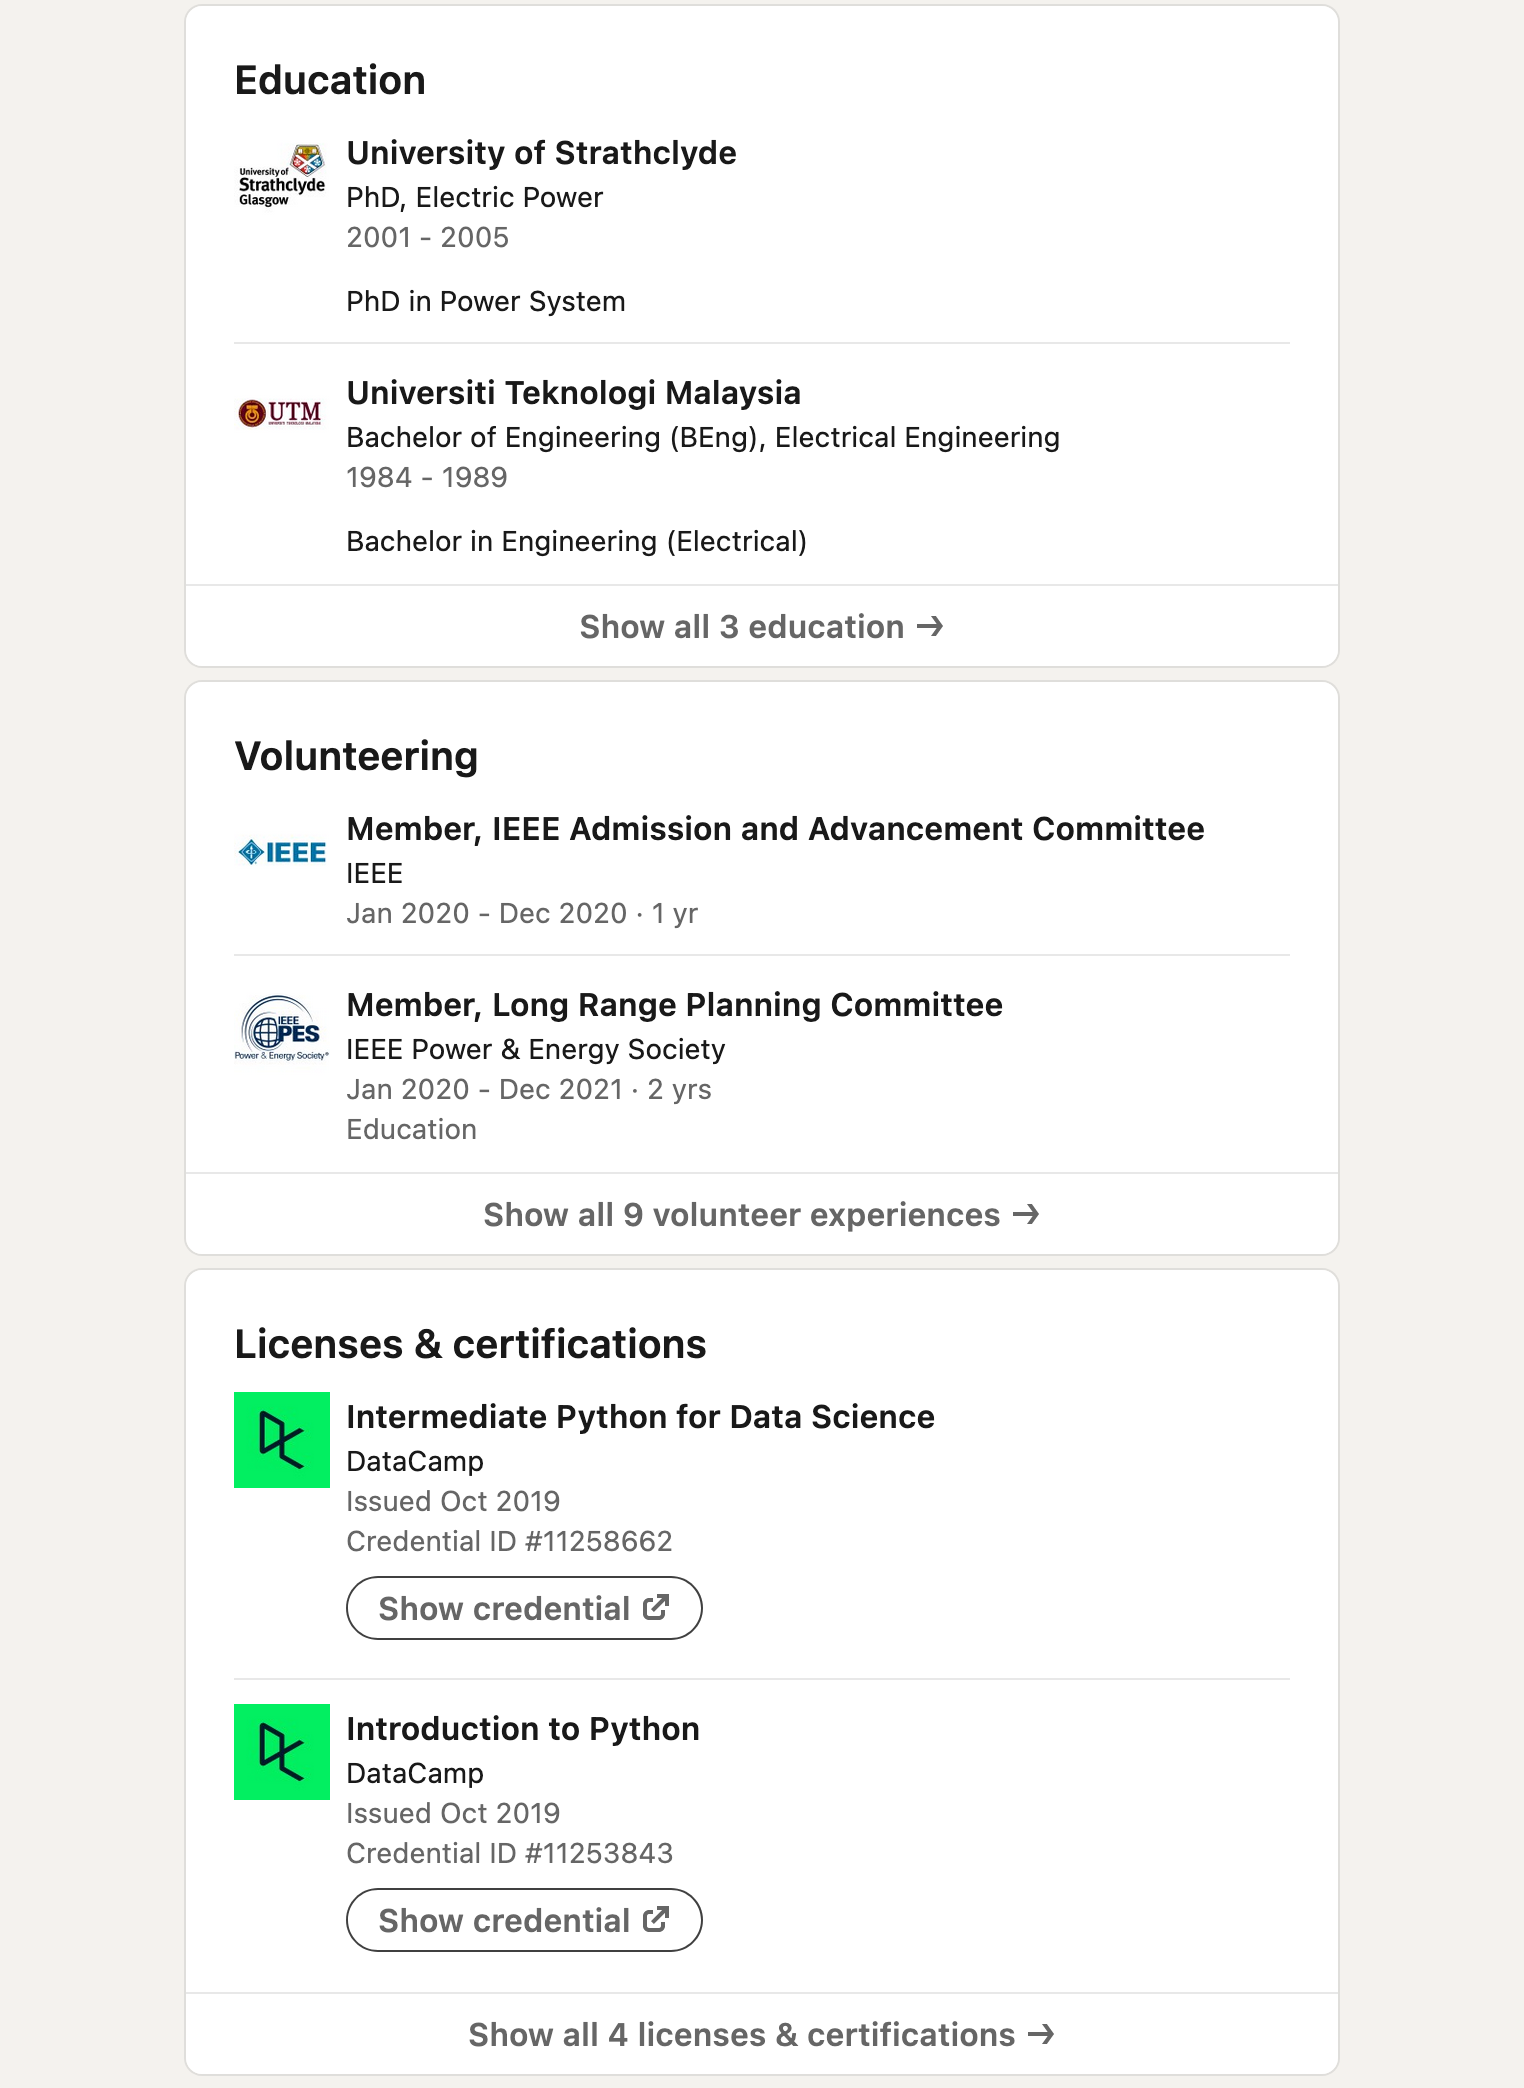 Education
University of
Strathclyde
Glasgow
University of Strathclyde
PhD, Electric Power
2001 - 2005
PhD in Power System
UTM
UNIVERSITI TEKNOLOGI MALAYSIA
Universiti Teknologi Malaysia
Bachelor of Engineering (BEng), Electrical Engineering
1984 - 1989
Bachelor in Engineering (Electrical)
Show all 3 education →
Volunteering
IEEE
Member, IEEE Admission and Advancement Committee
IEEE
Jan 2020 - Dec 2020 · 1 yr
IEEE
PES
Power & Energy Society®
Member, Long Range Planning Committee
IEEE Power & Energy Society
Jan 2020 - Dec 2021 · 2 yrs
Education
Show all 9 volunteer experiences →
Licenses & certifications
Intermediate Python for Data Science
DataCamp
Issued Oct 2019
Credential ID #11258662
Show credential
Introduction to Python
DataCamp
Issued Oct 2019
Credential ID #11253843
Show credential
Show all 4 licenses & certifications →